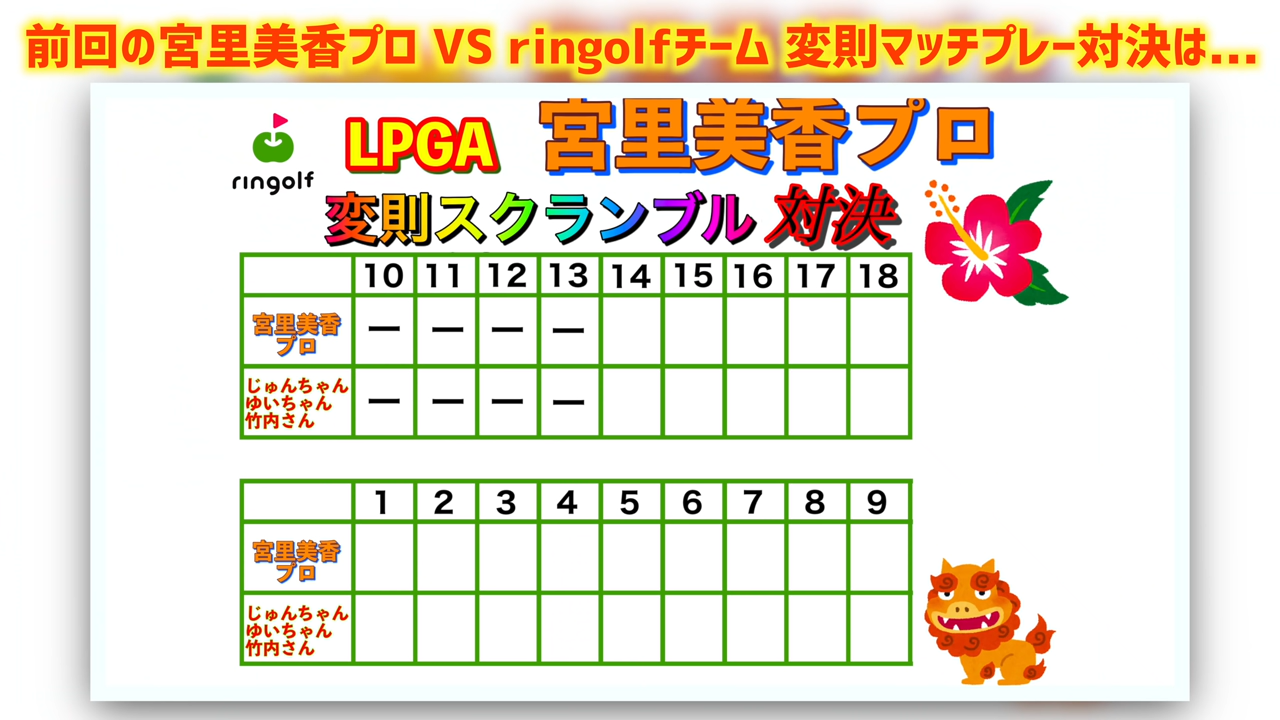 前回の宮里美香プロ VS ringolfチーム 変則マッチプレー対決は...
ringolf
LPGA 宮里美香プロ
変則スクランブル 対決
10 11 12 13 14 15 16 17 18
宮里美香
プロ
ー ー ー ー
じゅんちゃん
ゆいちゃん
竹内さん
ー ー ー ー
1 2 3 4 5 6 7 8 9
宮里美香
プロ
じゅんちゃん
ゆいちゃん
竹内さん